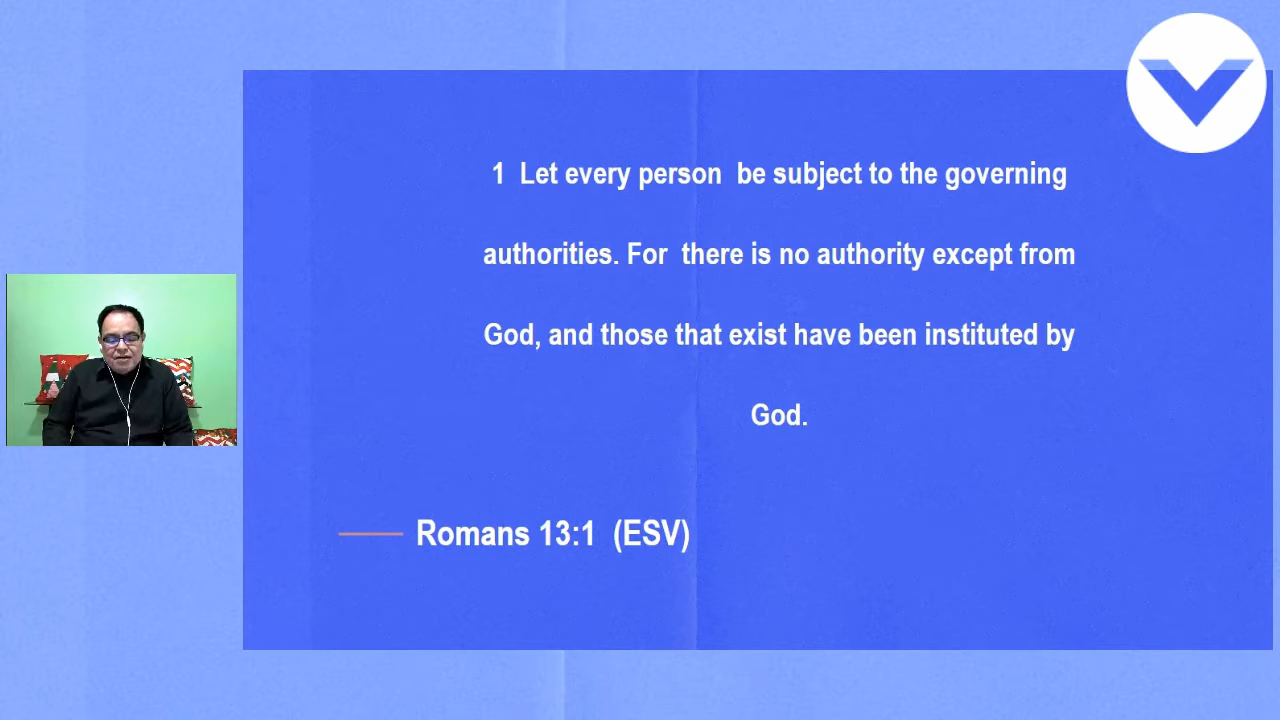 1  Let every person  be subject to the governing
authorities. For  there is no authority except from
God, and those that exist have been instituted by
God.
Romans 13:1  (ESV)